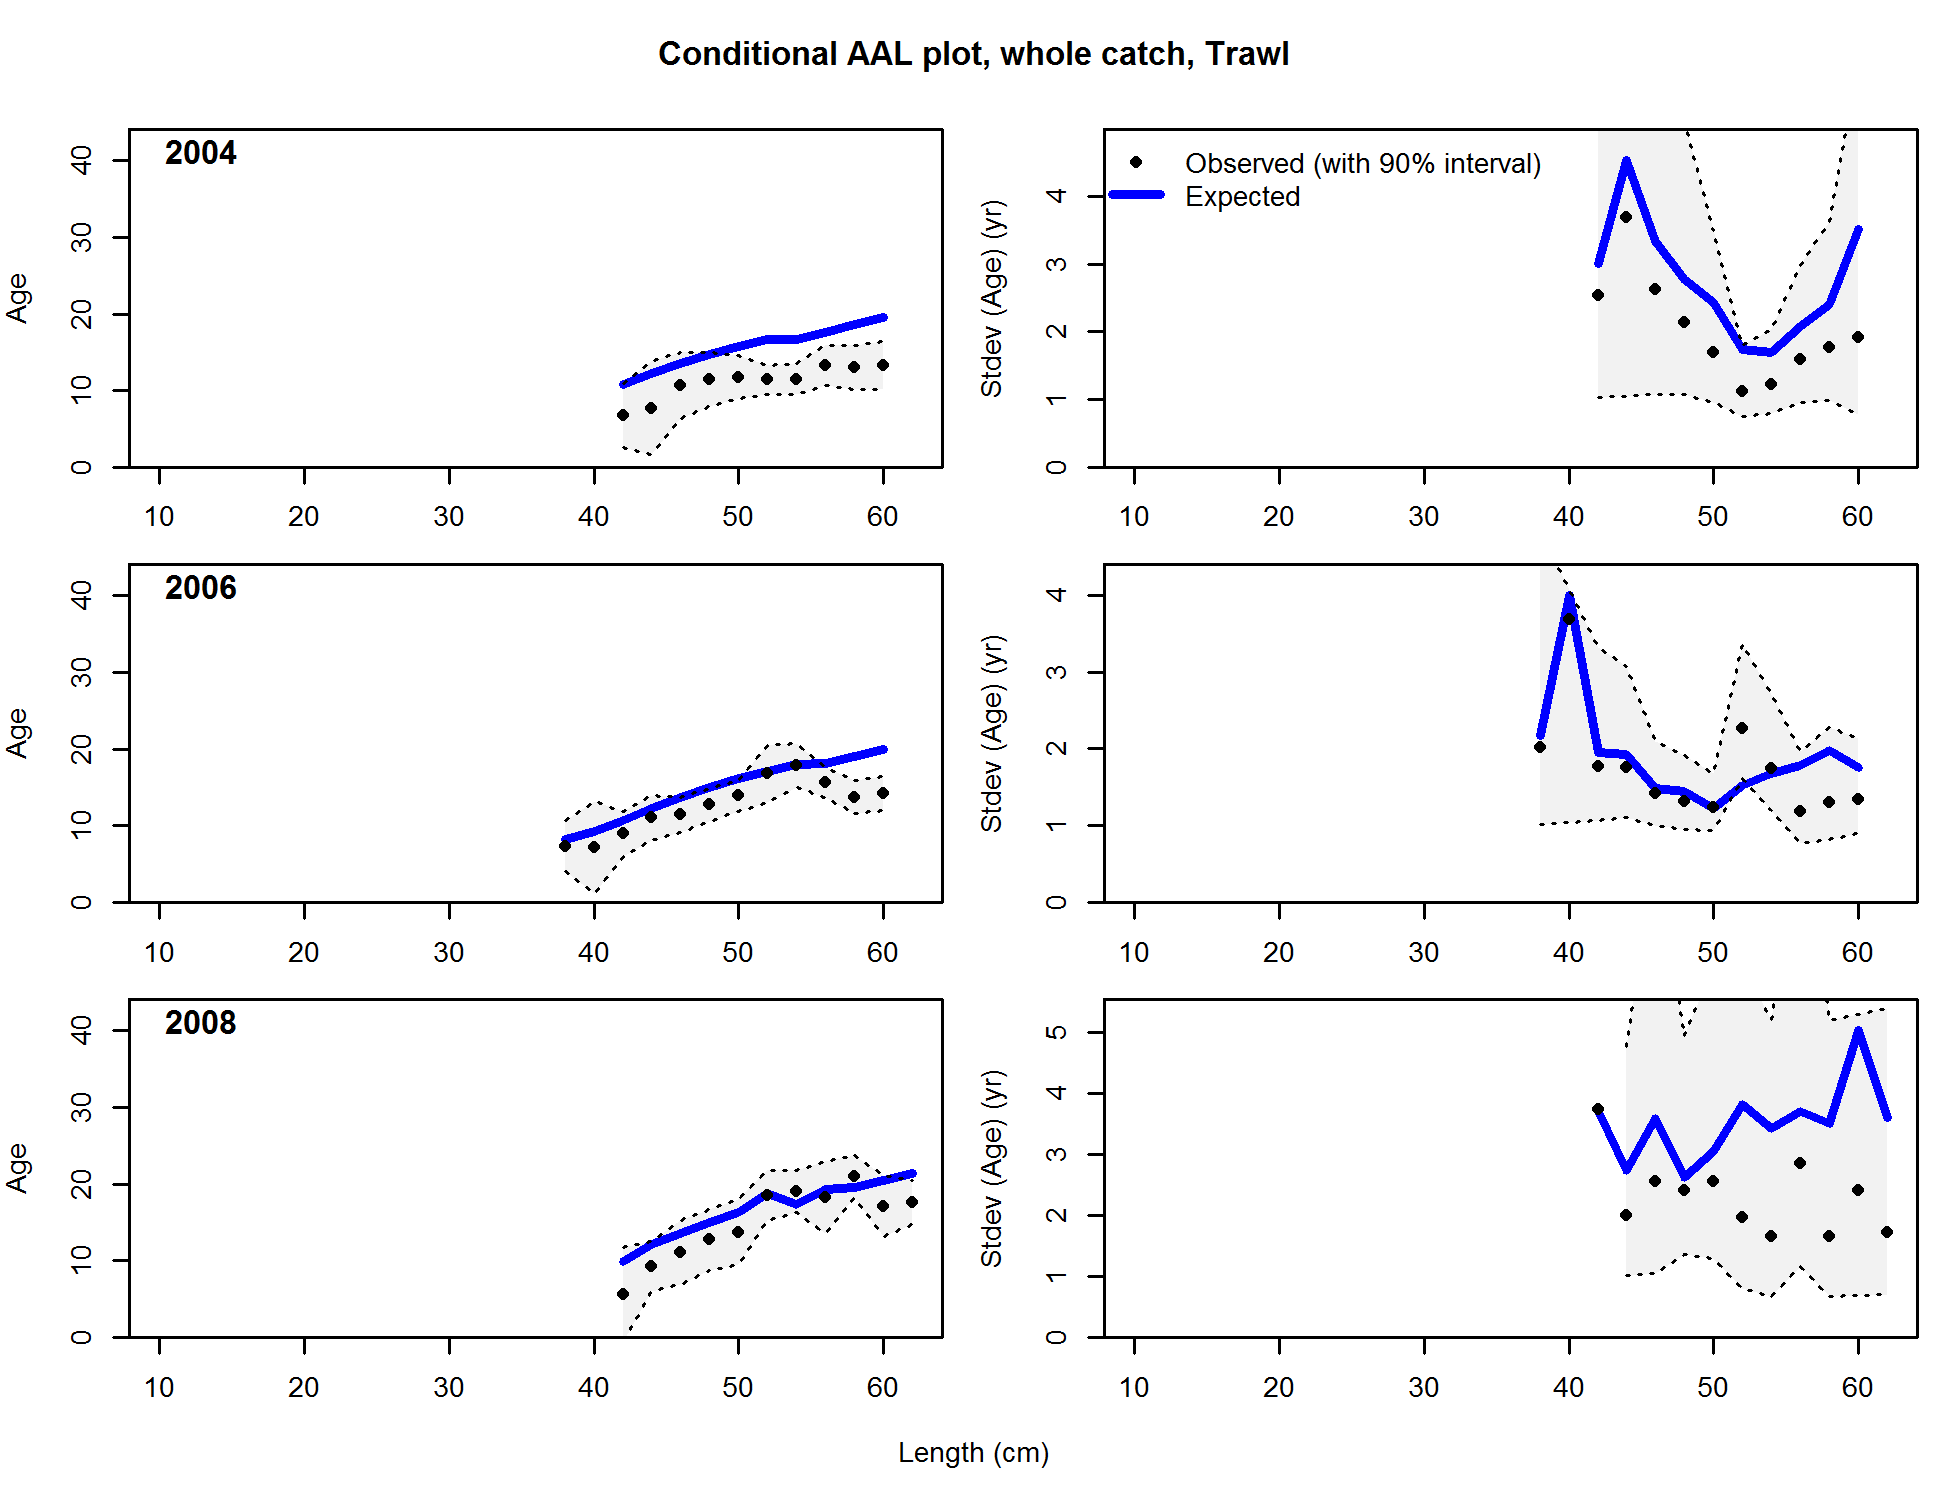 Conditional AAL plot, whole catch, Trawl
2004
Age
0 10 20 30 40
10 20 30 40 50 60
Observed (with 90% interval)
Expected
Stdev (Age) (yr)
0 1 2 3 4
10 20 30 40 50 60
2006
Age
0 10 20 30 40
10 20 30 40 50 60
Stdev (Age) (yr)
0 1 2 3 4
10 20 30 40 50 60
2008
Age
0 10 20 30 40
10 20 30 40 50 60
Stdev (Age) (yr)
0 1 2 3 4 5
10 20 30 40 50 60
Length (cm)